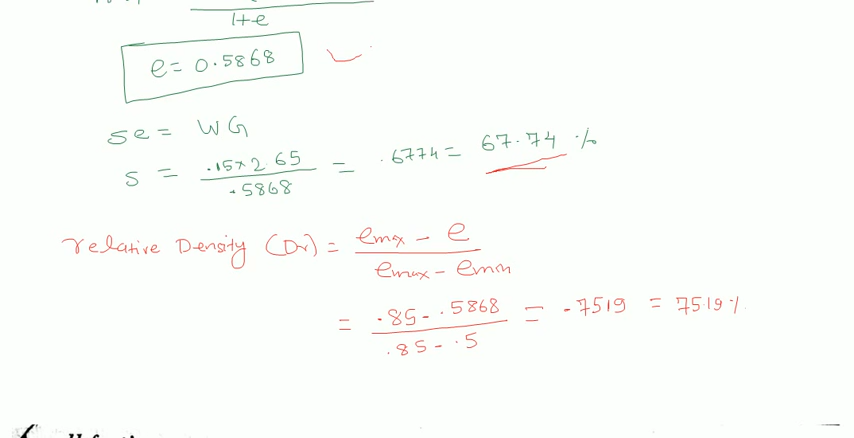 1+e
e = 0.5868
se = WG
s = .15×2.65 / .5868 = .6774 = 67.74 %
relative Density (Dr) = emax - e / emax - emin
= .85 - .5868 / .85 - .5 = .7519 = 75.19%